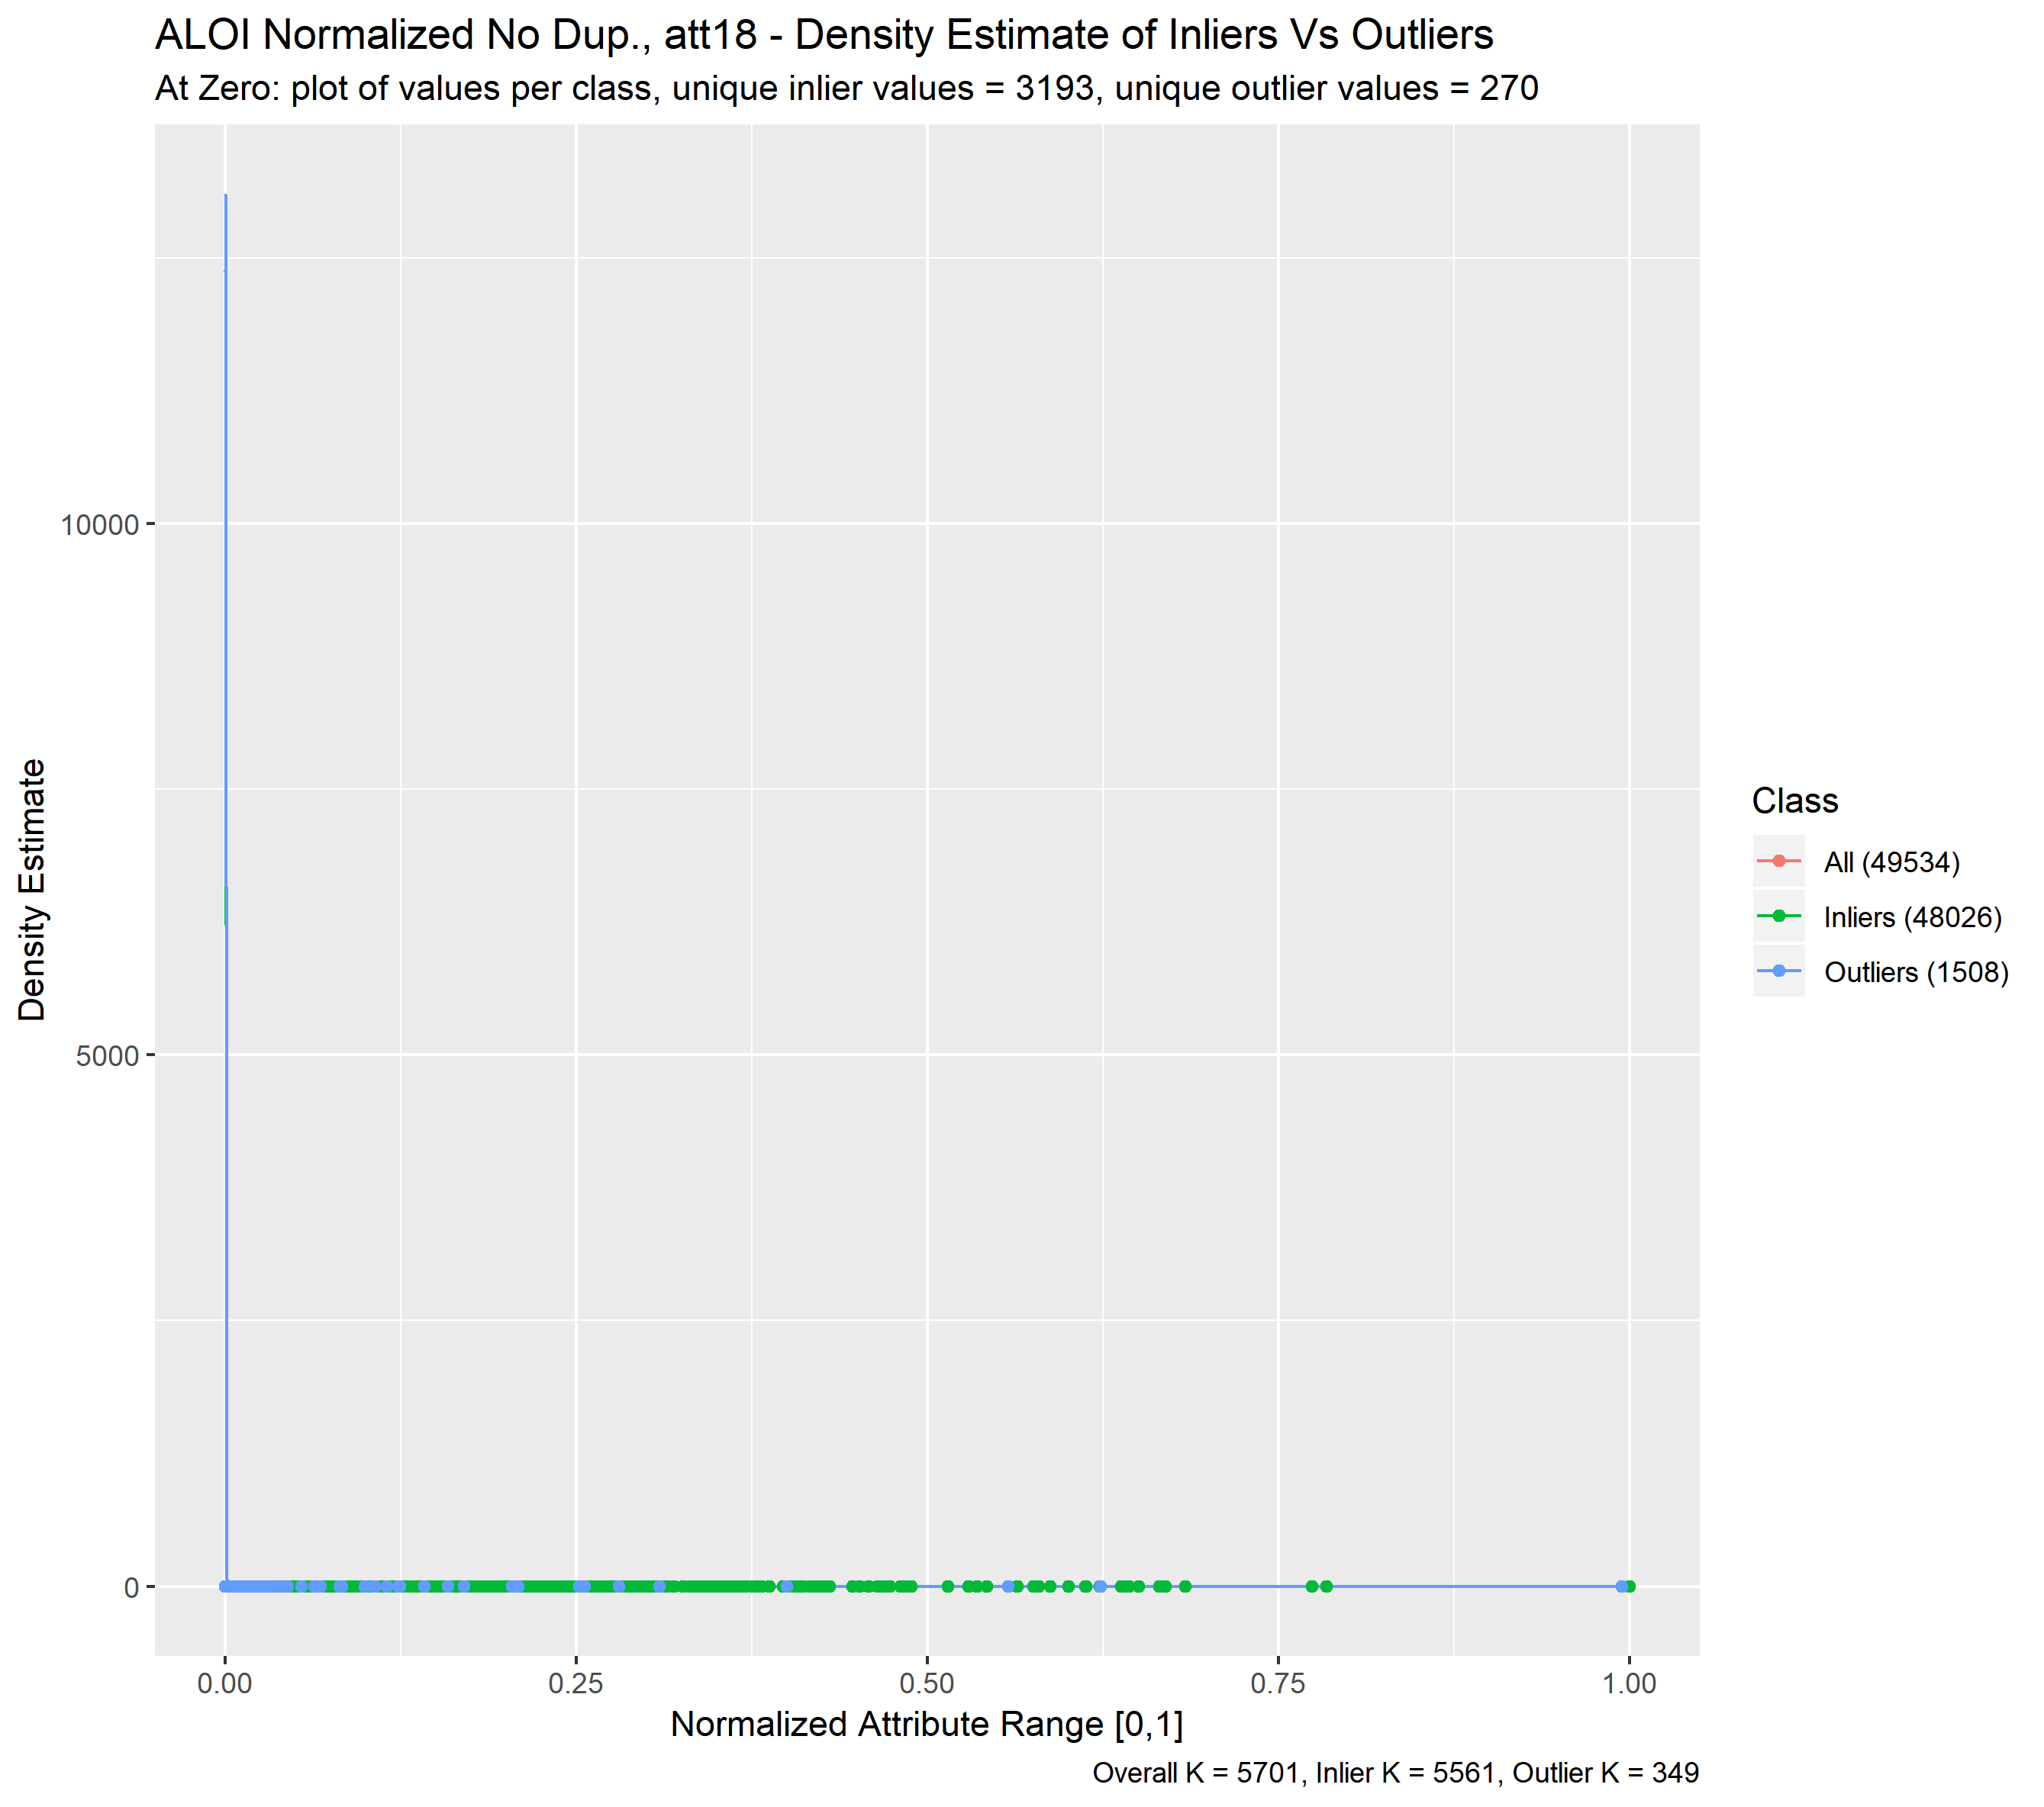 ALOI Normalized No Dup., att18 - Density Estimate of Inliers Vs Outliers
At Zero: plot of values per class, unique inlier values = 3193, unique outlier values = 270
Density Estimate
10000
5000
0
0.00
0.25
0.50
0.75
1.00
Normalized Attribute Range [0,1]
Overall K = 5701, Inlier K = 5561, Outlier K = 349
Class
All (49534)
Inliers (48026)
Outliers (1508)